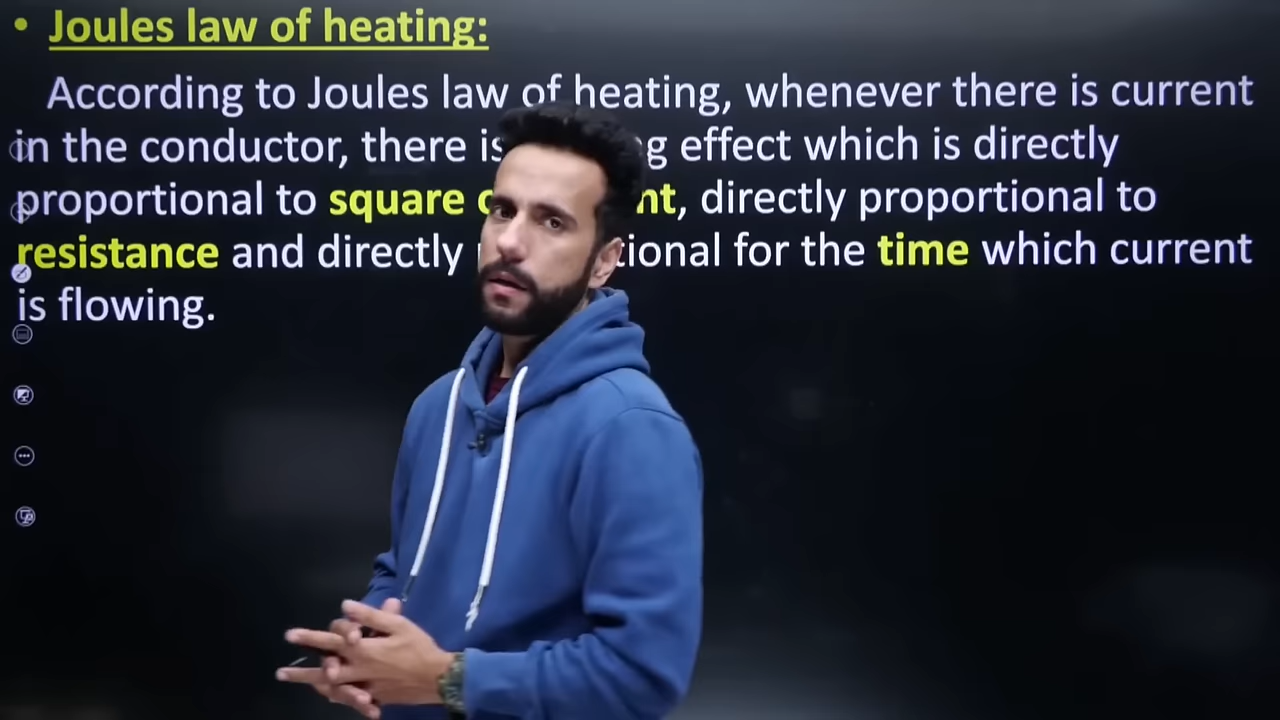 • Joules law of heating:
According to Joules law of heating, whenever there is current
in the conductor, there is g effect which is directly
proportional to square nt, directly proportional to
resistance and directly tional for the time which current
is flowing.